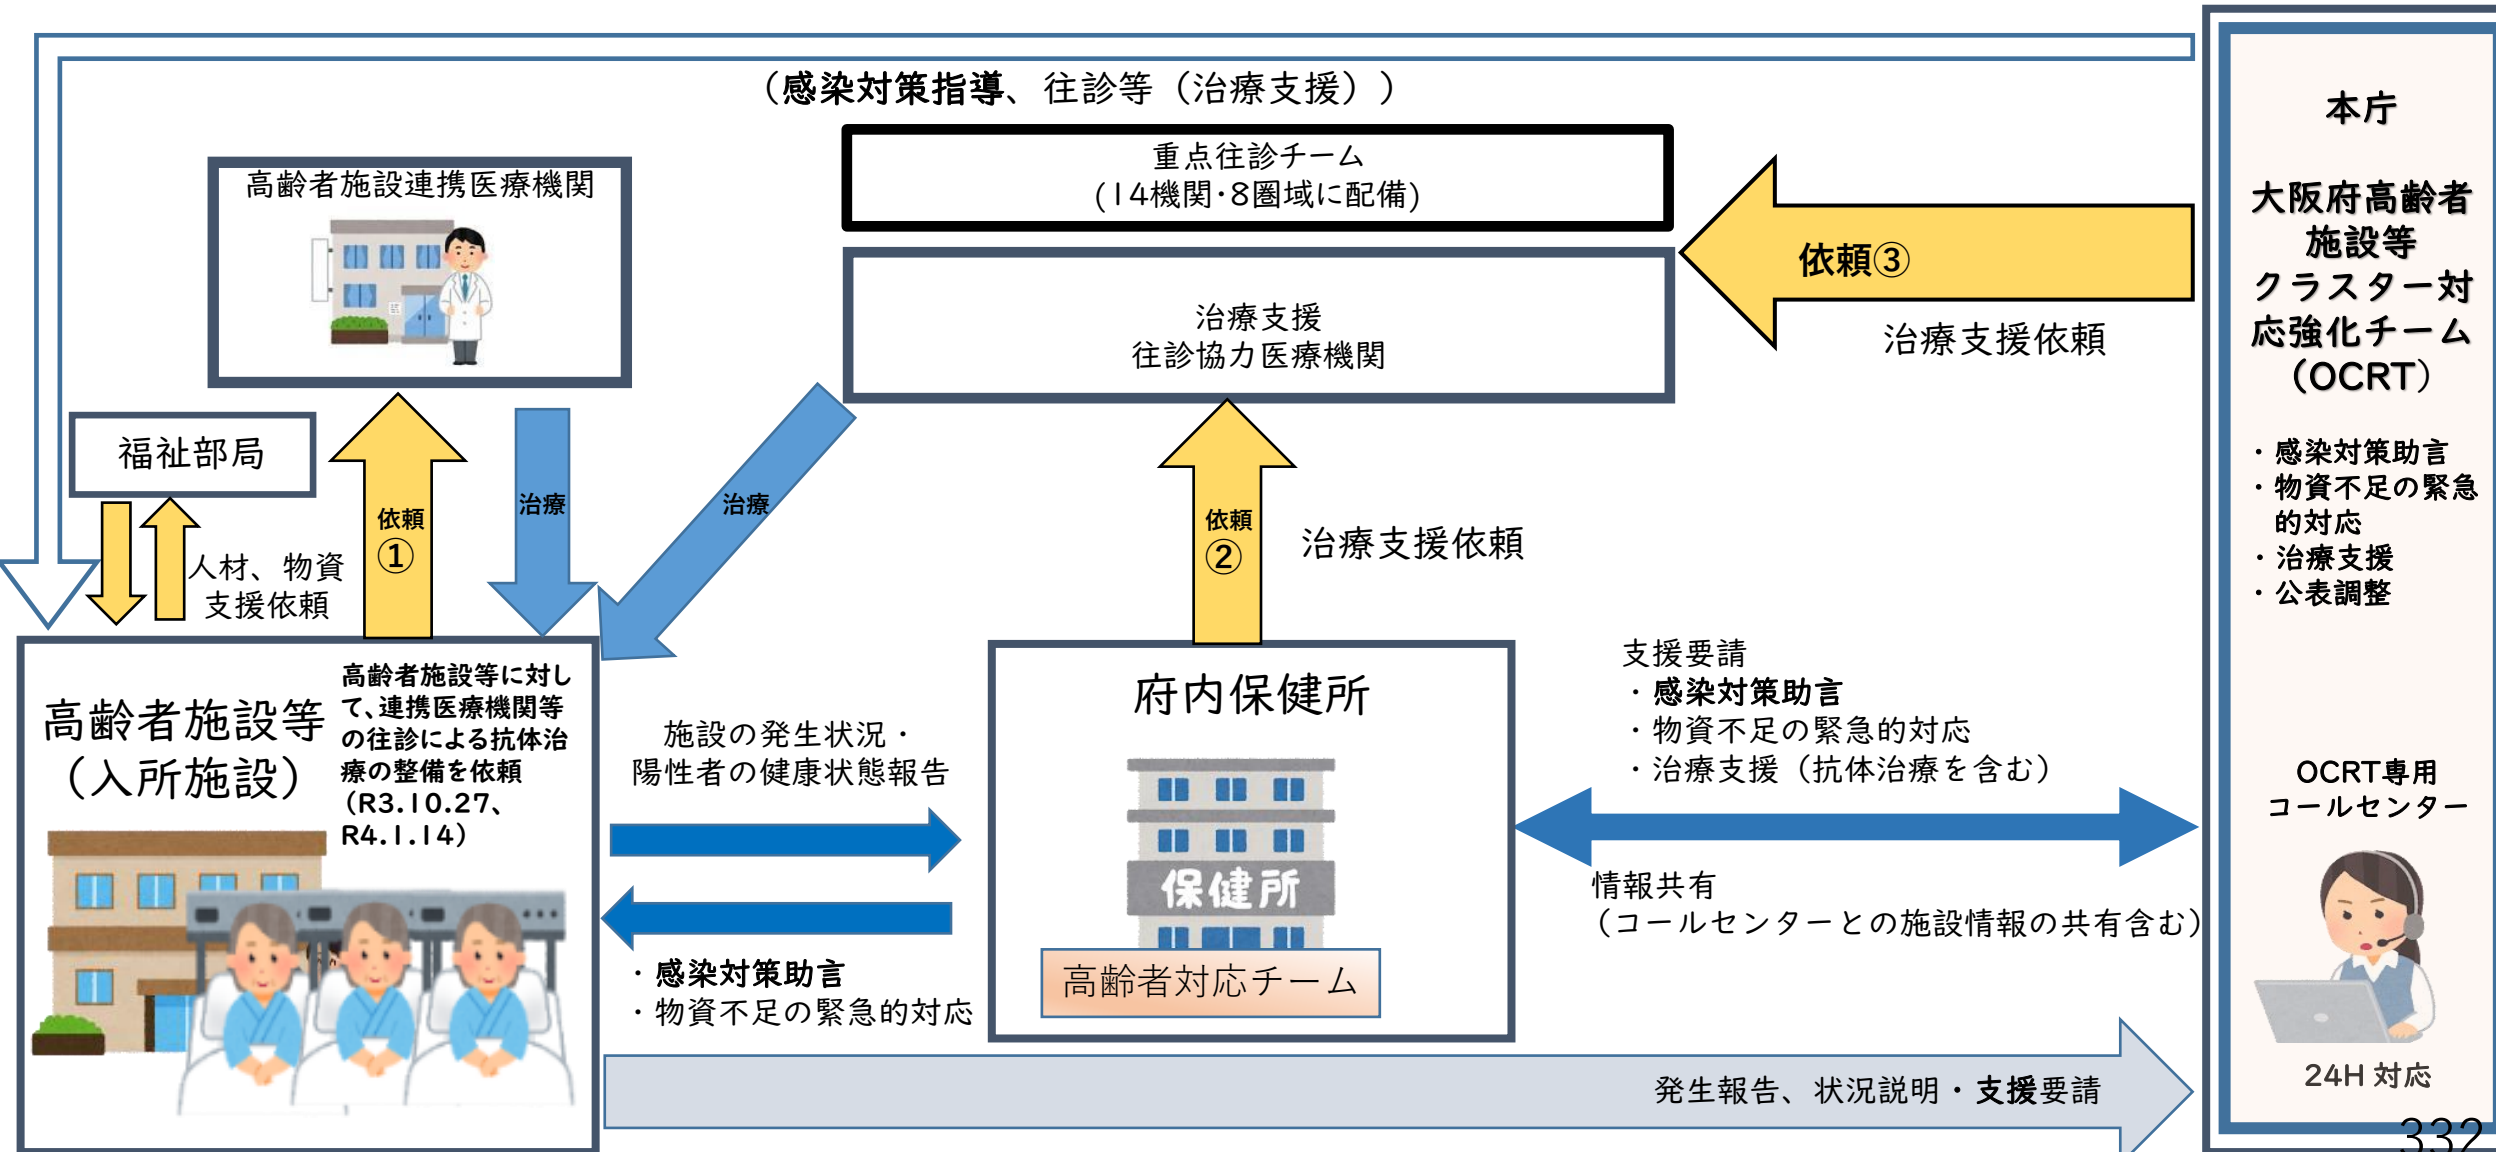 （感染対策指導、往診等（治療支援））
重点往診チーム
(14機関･8圏域に配備)
高齢者施設連携医療機関
依頼③
治療支援依頼
治療支援
往診協力医療機関
福祉部局
人材、物資
支援依頼
依頼
①
治療
治療
依頼
②
治療支援依頼
高齢者施設等
（入所施設）
高齢者施設等に対し
て、連携医療機関等
の往診による抗体治
療の整備を依頼
（R3.10.27、
R4.1.14）
施設の発生状況・
陽性者の健康状態報告
・感染対策助言
・物資不足の緊急的対応
府内保健所
保健所
高齢者対応チーム
支援要請
・感染対策助言
・物資不足の緊急的対応
・治療支援（抗体治療を含む）
情報共有
（コールセンターとの施設情報の共有含む）
発生報告、状況説明・支援要請
本庁
大阪府高齢者
施設等
クラスター対
応強化チーム
（OCRT）
・感染対策助言
・物資不足の緊急
的対応
・治療支援
・公表調整
OCRT専用
コールセンター
24H 対応
332